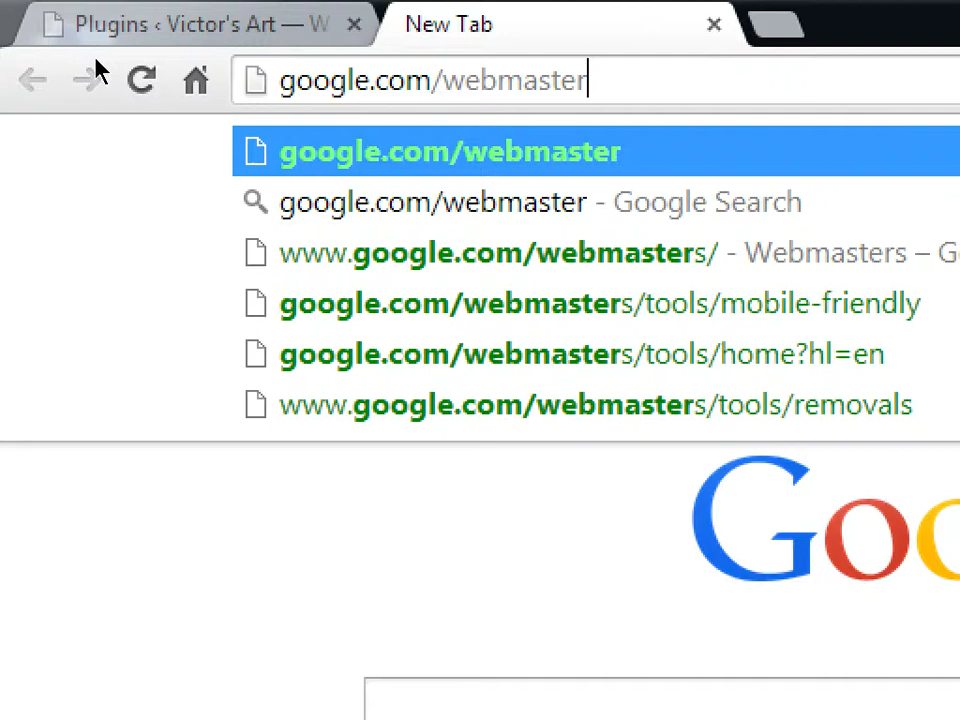 Plugins ‹ Victor's Art — W
New Tab
google.com/webmaster
google.com/webmaster
google.com/webmaster - Google Search
www.google.com/webmasters/ - Webmasters – G
google.com/webmasters/tools/mobile-friendly
google.com/webmasters/tools/home?hl=en
www.google.com/webmasters/tools/removals
Goo